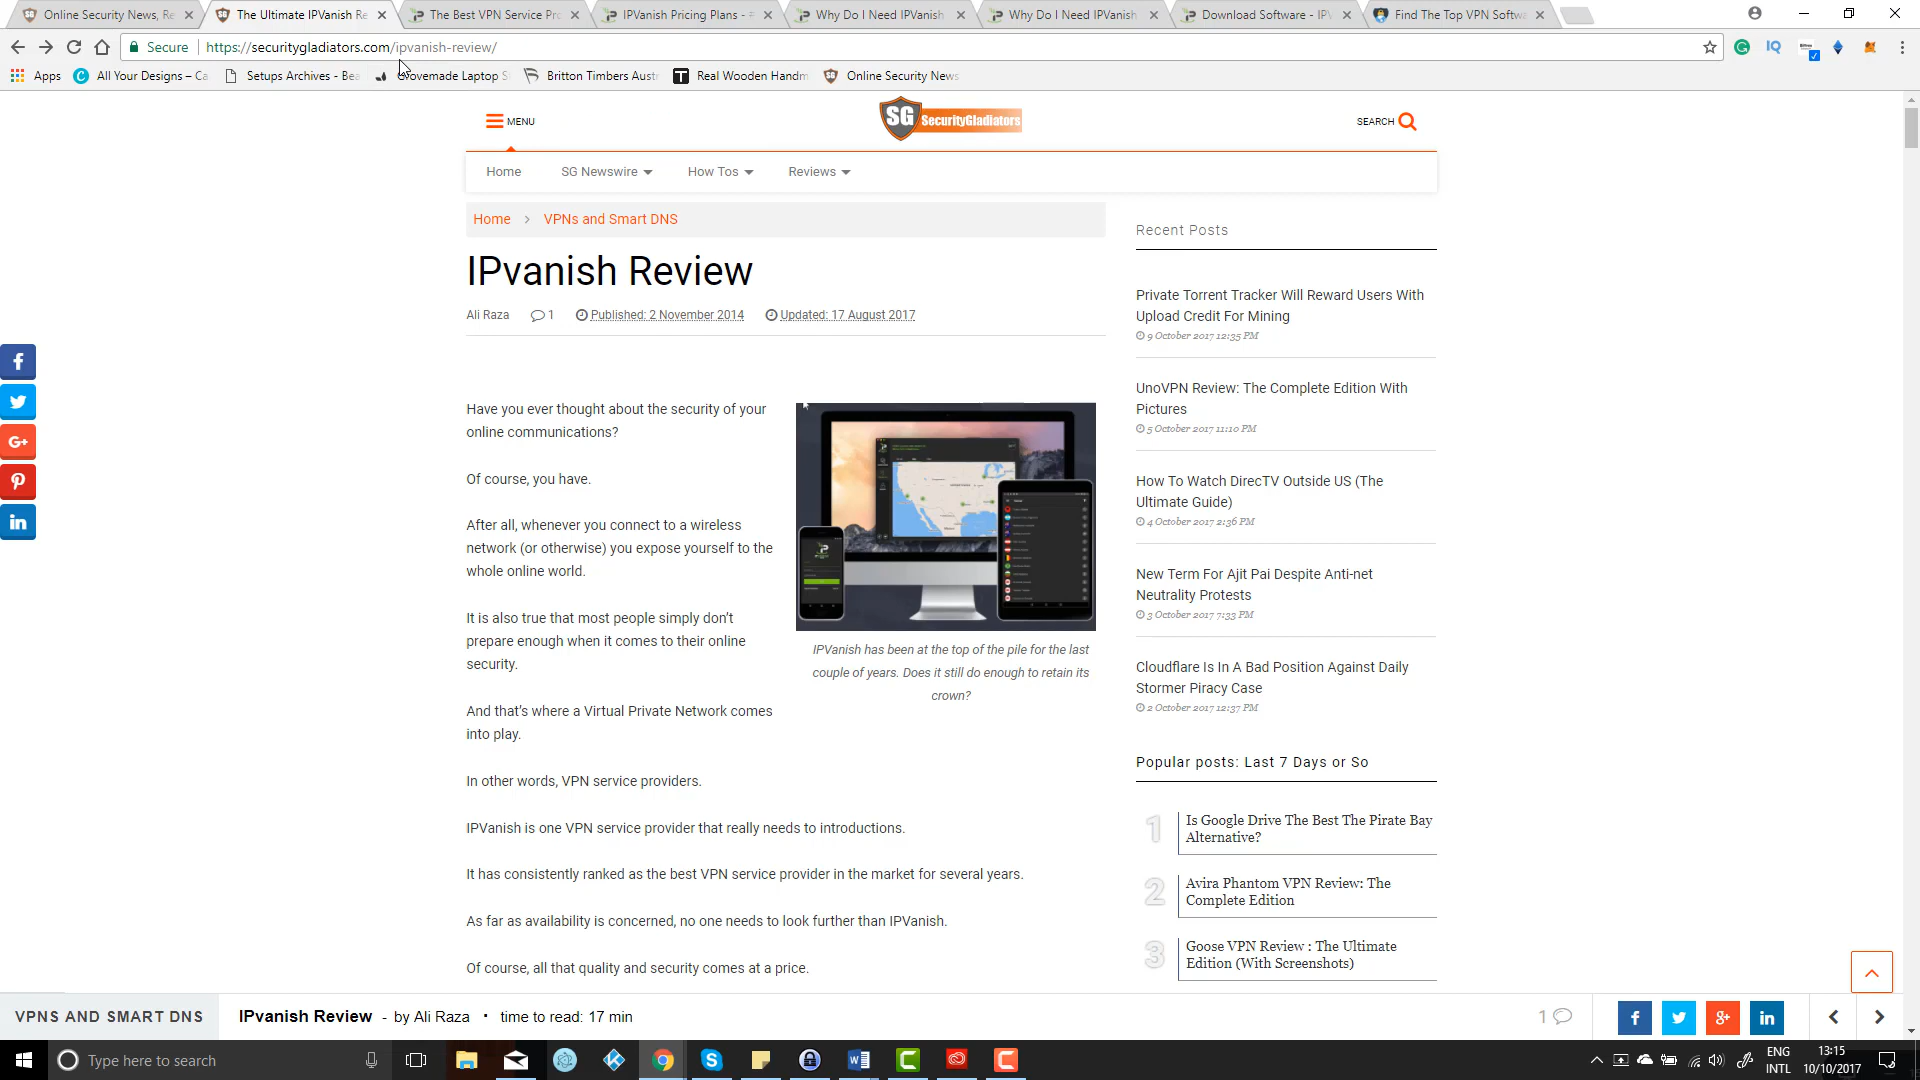 Online Security News, Re
The Ultimate IPVanish Re
The Best VPN Service Pro
IPVanish Pricing Plans -
Why Do I Need IPVanish
Why Do I Need IPVanish
Download Software - IPV
Find The Top VPN Softwa
Secure
https://securitygladiators.com/ipvanish-review/
Apps
All Your Designs – Ca
Setups Archives - Bea
Grovemade Laptop S
Britton Timbers Austr
Real Wooden Handm
Online Security News
MENU
SG SecurityGladiators
SEARCH
Home
SG Newswire
How Tos
Reviews
Home > VPNs and Smart DNS
IPvanish Review
Ali Raza
1
Published: 2 November 2014
Updated: 17 August 2017
Have you ever thought about the security of your
online communications?
Of course, you have.
After all, whenever you connect to a wireless
network (or otherwise) you expose yourself to the
whole online world.
It is also true that most people simply don't
prepare enough when it comes to their online
security.
And that's where a Virtual Private Network comes
into play.
IPVanish has been at the top of the pile for the last
couple of years. Does it still do enough to retain its
crown?
In other words, VPN service providers.
IPVanish is one VPN service provider that really needs to introductions.
It has consistently ranked as the best VPN service provider in the market for several years.
As far as availability is concerned, no one needs to look further than IPVanish.
Of course, all that quality and security comes at a price.
Recent Posts
Private Torrent Tracker Will Reward Users With
Upload Credit For Mining
9 October 2017 12:35 PM
UnoVPN Review: The Complete Edition With
Pictures
5 October 2017 11:10 PM
How To Watch DirecTV Outside US (The
Ultimate Guide)
4 October 2017 2:36 PM
New Term For Ajit Pai Despite Anti-net
Neutrality Protests
3 October 2017 7:33 PM
Cloudflare Is In A Bad Position Against Daily
Stormer Piracy Case
2 October 2017 12:37 PM
Popular posts: Last 7 Days or So
1
Is Google Drive The Best The Pirate Bay
Alternative?
2
Avira Phantom VPN Review: The
Complete Edition
3
Goose VPN Review : The Ultimate
Edition (With Screenshots)
VPNS AND SMART DNS
IPvanish Review - by Ali Raza · time to read: 17 min
1
Type here to search
ENG
INTL
13:15
10/10/2017